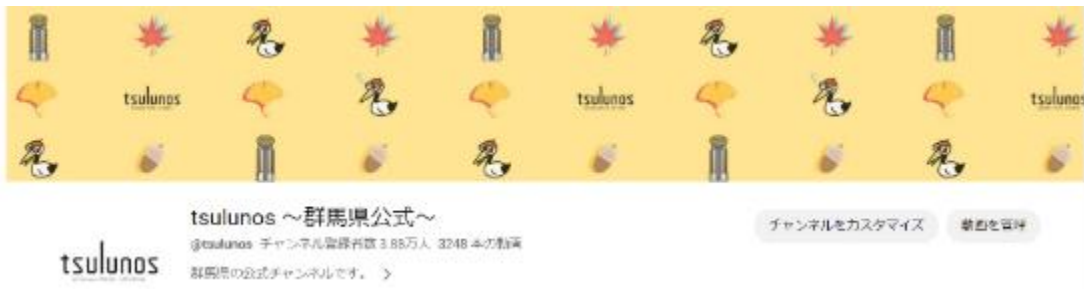 tsulunos
tsulunos
tsulunos
tsulunos ～群馬県公式～
チャンネルをカスタマイズ
動画を管理
@tsulunos チャンネル登録者数 3.88万人 3248 本の動画
tsulunos
群馬県の公式チャンネルです。 >